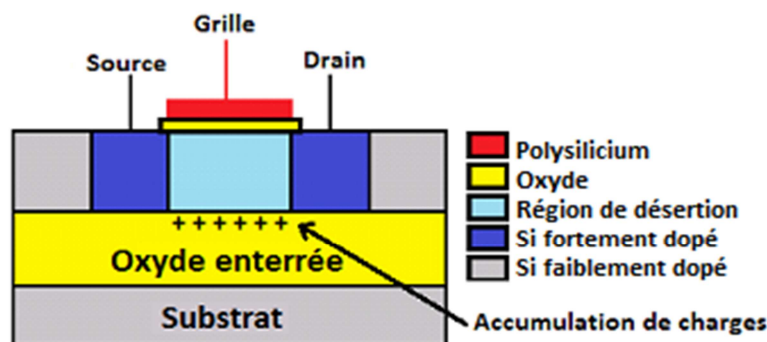 Grille
Source
Drain
Polysilicium
Oxyde
Région de désertion
Si fortement dopé
Si faiblement dopé
+ + + + + +
Oxyde enterrée
Substrat
Accumulation de charges